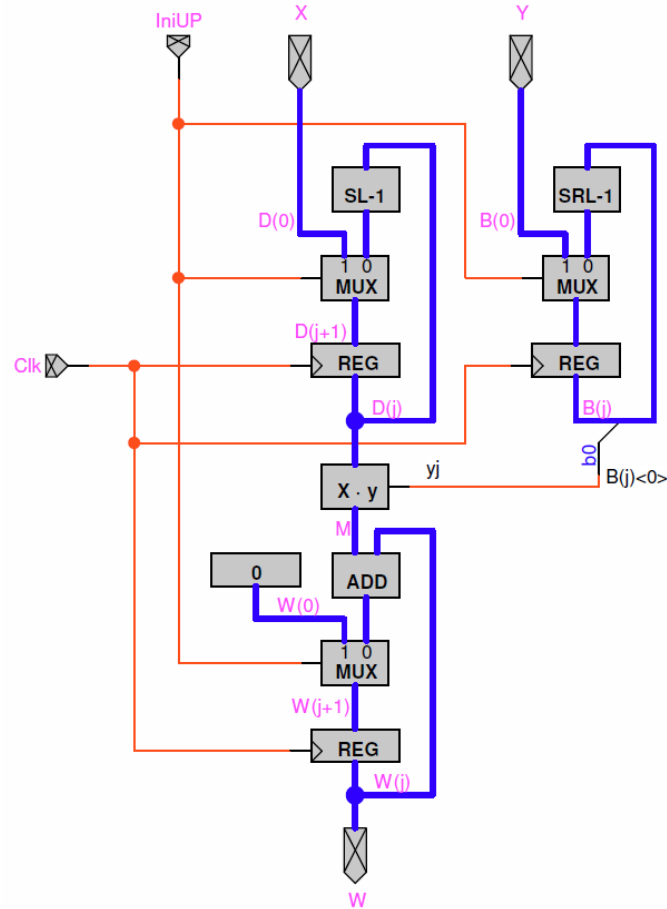 X
Y
IniUP
SL-1
SRL-1
D(0)
B(0)
1 0
MUX
1 0
MUX
D(j+1)
Clk
REG
REG
D(j)
B(j)
b0
X · y
yj
B(j)<0>
M
0
ADD
W(0)
1 0
MUX
W(j+1)
REG
W(j)
W